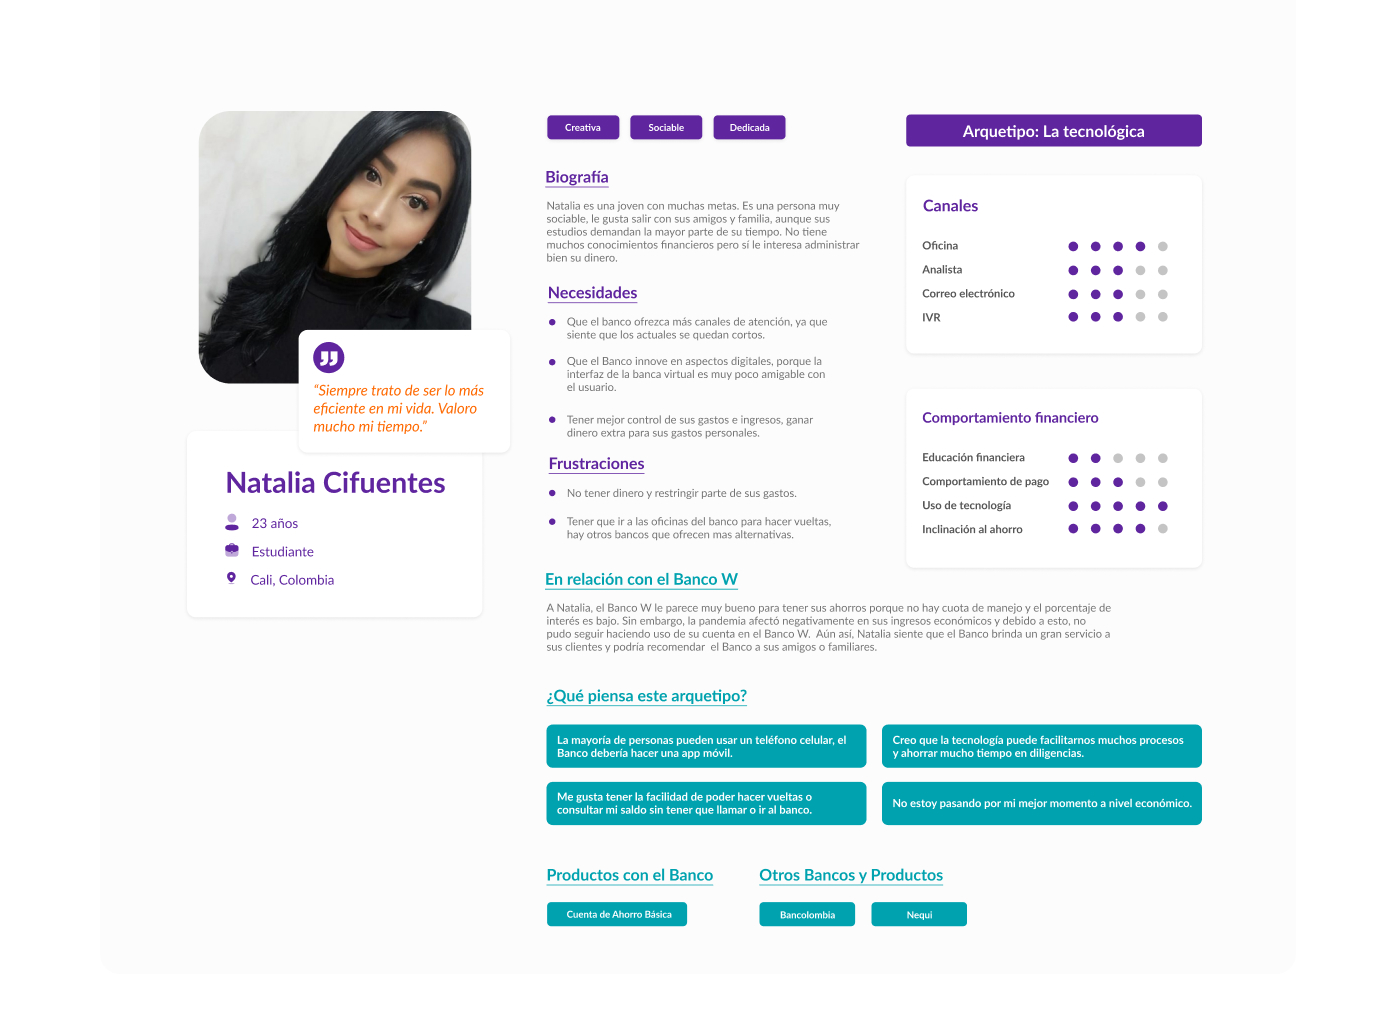 “Siempre trato de ser lo más
eficiente en mi vida. Valoro
mucho mi tiempo.”
Natalia Cifuentes
23 años
Estudiante
Cali, Colombia
Creativa
Sociable
Dedicada
Biografía
Natalia es una joven con muchas metas. Es una persona muy
sociable, le gusta salir con sus amigos y familia, aunque sus
estudios demandan la mayor parte de su tiempo. No tiene
muchos conocimientos financieros pero sí le interesa administrar
bien su dinero.
Necesidades
Que el banco ofrezca más canales de atención, ya que
siente que los actuales se quedan cortos.
Que el Banco innove en aspectos digitales, porque la
interfaz de la banca virtual es muy poco amigable con
el usuario.
Tener mejor control de sus gastos e ingresos, ganar
dinero extra para sus gastos personales.
Frustraciones
No tener dinero y restringir parte de sus gastos.
Tener que ir a las oficinas del banco para hacer vueltas,
hay otros bancos que ofrecen mas alternativas.
Arquetipo: La tecnológica
Canales
Oficina
Analista
Correo electrónico
IVR
Comportamiento financiero
Educación financiera
Comportamiento de pago
Uso de tecnología
Inclinación al ahorro
En relación con el Banco W
A Natalia, el Banco W le parece muy bueno para tener sus ahorros porque no hay cuota de manejo y el porcentaje de
interés es bajo. Sin embargo, la pandemia afectó negativamente en sus ingresos económicos y debido a esto, no
pudo seguir haciendo uso de su cuenta en el Banco W.  Aún así, Natalia siente que el Banco brinda un gran servicio a
sus clientes y podría recomendar  el Banco a sus amigos o familiares.
¿Qué piensa este arquetipo?
La mayoría de personas pueden usar un teléfono celular, el
Banco debería hacer una app móvil.
Creo que la tecnología puede facilitarnos muchos procesos
y ahorrar mucho tiempo en diligencias.
Me gusta tener la facilidad de poder hacer vueltas o
consultar mi saldo sin tener que llamar o ir al banco.
No estoy pasando por mi mejor momento a nivel económico.
Productos con el Banco
Cuenta de Ahorro Básica
Otros Bancos y Productos
Bancolombia
Nequi